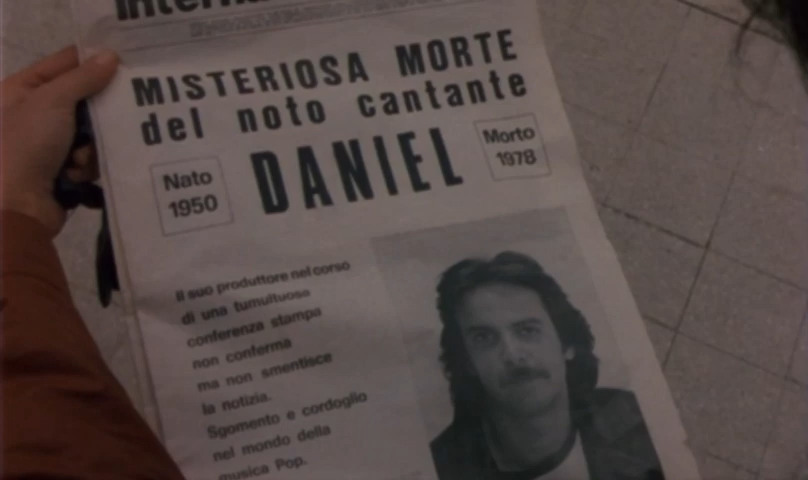 MISTERIOSA MORTE
del noto cantante
Nato
1950
DANIEL
Morto
1978
Il suo produttore nel corso
di una tumultuosa
conferenza stampa
non conferma
ma non smentisce
la notizia.
Sgomento e cordoglio
nel mondo della
musica Pop.